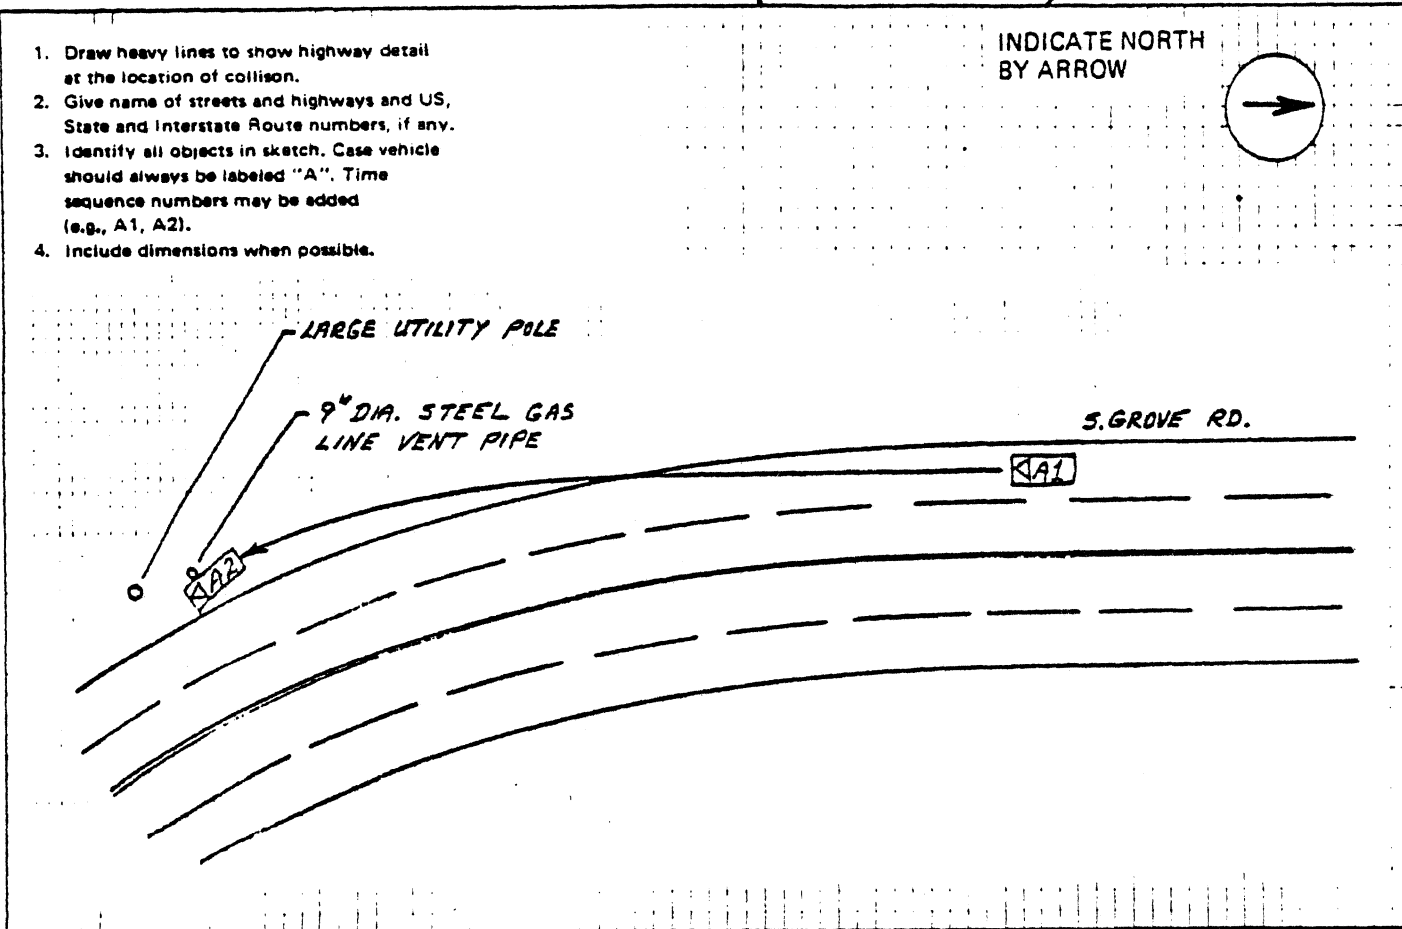 1. Draw heavy lines to show highway detail
at the location of collison.
2. Give name of streets and highways and US,
State and Interstate Route numbers, if any.
3. Identify all objects in sketch. Case vehicle
should always be labeled "A". Time
sequence numbers may be added
(e.g., A1, A2).
4. Include dimensions when possible.
INDICATE NORTH
BY ARROW
LARGE UTILITY POLE
9" DIA. STEEL GAS
LINE VENT PIPE
S. GROVE RD.
A1
A2